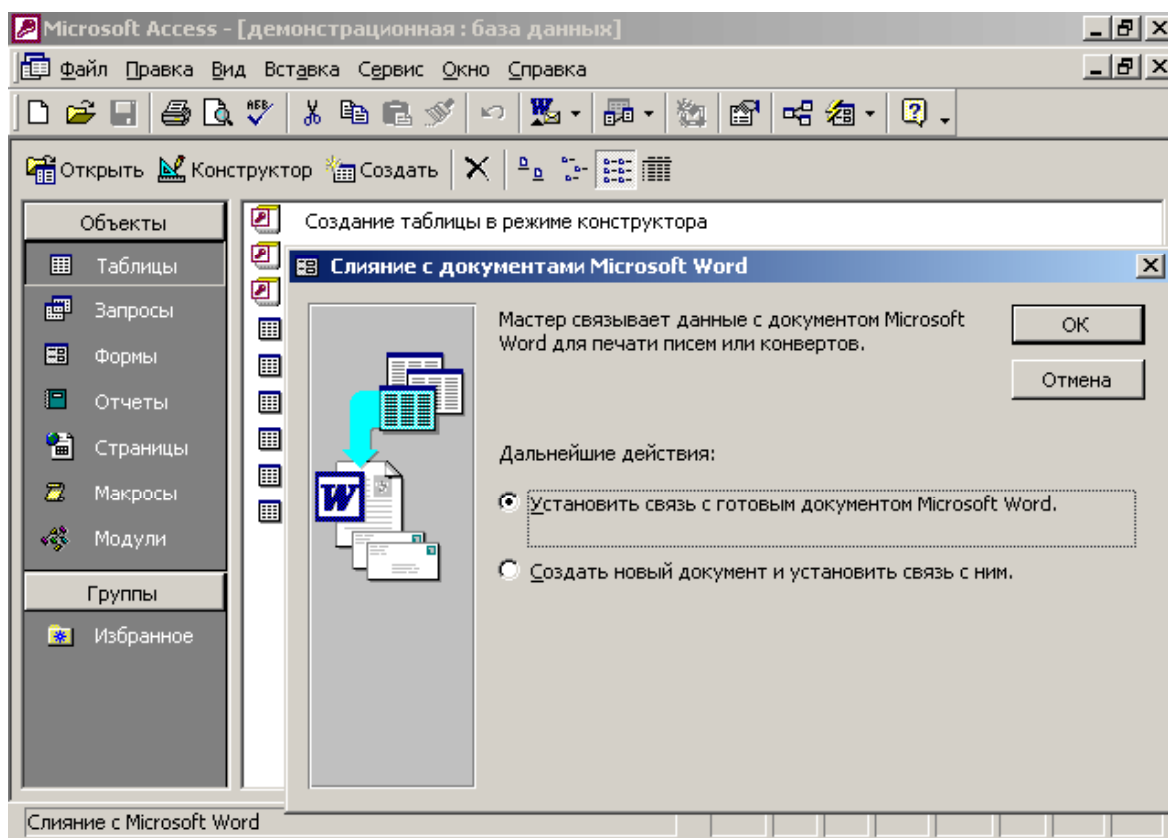 Microsoft Access - [демонстрационная : база данных]
Файл Правка Вид Вставка Сервис Окно Справка
Открыть Конструктор Создать
Объекты
Таблицы
Запросы
Формы
Отчеты
Страницы
Макросы
Модули
Группы
Избранное
Создание таблицы в режиме конструктора
Слияние с документами Microsoft Word
Мастер связывает данные с документом Microsoft
Word для печати писем или конвертов.
ОК
Отмена
Дальнейшие действия:
Установить связь с готовым документом Microsoft Word.
Создать новый документ и установить связь с ним.
Слияние с Microsoft Word